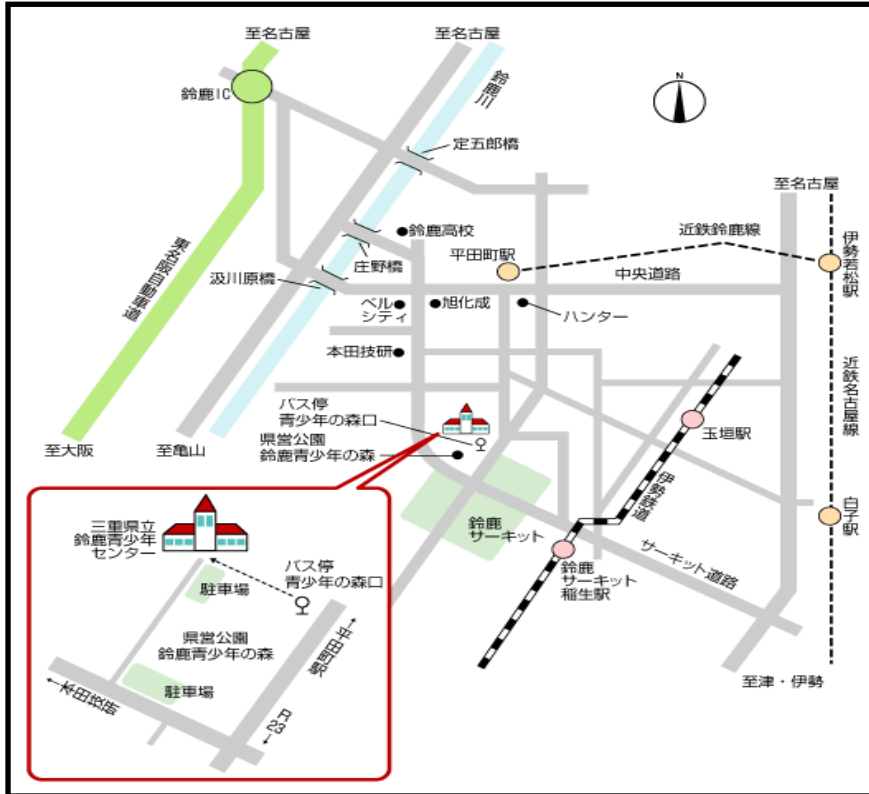 至名古屋
至名古屋
N
鈴鹿IC
鈴鹿川
定五郎橋
至名古屋
鈴鹿高校
近鉄鈴鹿線
平田町駅
伊勢若松駅
庄野橋
中央道路
汲川原橋
東名阪自動車道
ベル
シティ
旭化成
ハンター
本田技研
近鉄名古屋線
バス停
青少年の森口
玉垣駅
県営公園
鈴鹿青少年の森
至大阪
至亀山
伊勢鉄道
白子駅
鈴鹿
サーキット
サーキット道路
鈴鹿
サーキット
稲生駅
至津・伊勢
三重県立
鈴鹿青少年
センター
バス停
青少年の森口
駐車場
県営公園
鈴鹿青少年の森
←平田町駅
駐車場
←本田技研
R23→